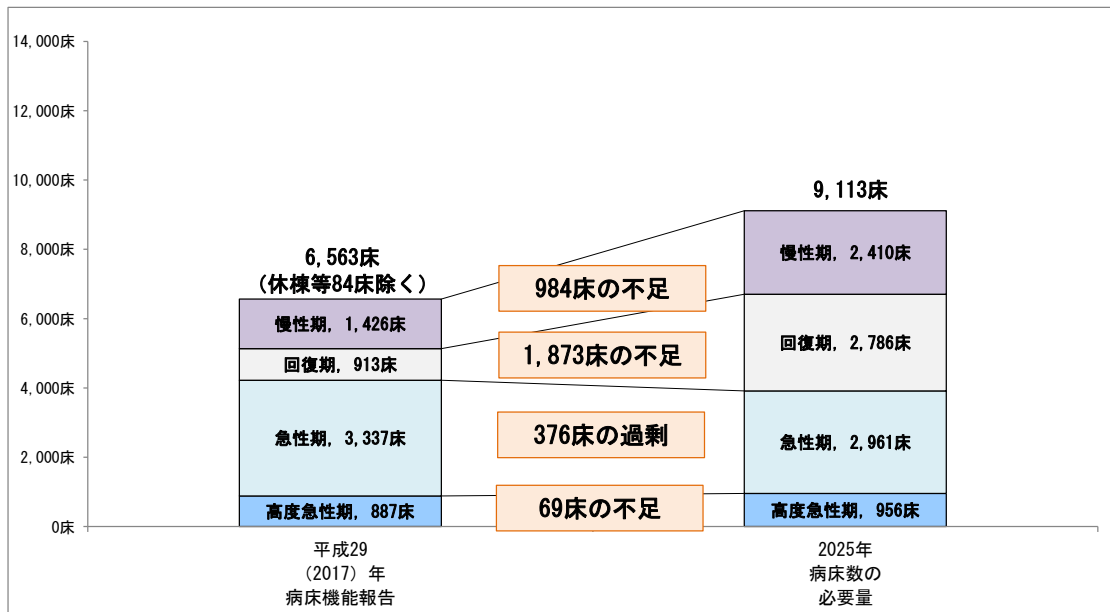 14,000床
12,000床
10,000床
8,000床
6,000床
4,000床
2,000床
0床
6,563床
（休棟等84床除く）
慢性期, 1,426床
回復期, 913床
急性期, 3,337床
高度急性期, 887床
984床の不足
1,873床の不足
376床の過剰
69床の不足
9,113床
慢性期, 2,410床
回復期, 2,786床
急性期, 2,961床
高度急性期, 956床
平成29
（2017）年
病床機能報告
2025年
病床数の
必要量